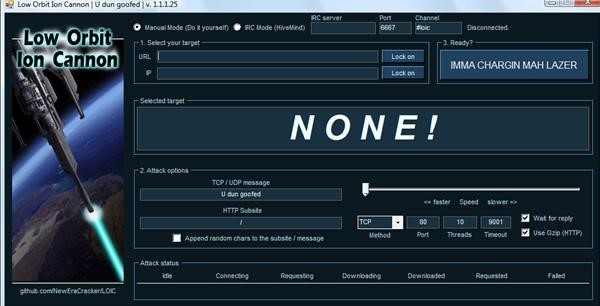 Low Orbit Ion Cannon | U dun goofed | v. 1.1.1.25
Low Orbit
Ion Cannon
Manual Mode (Do it yourself)
IRC Mode (HiveMind)
IRC server
Port
Channel
6667
#loic
Disconnected.
1. Select your target
URL
Lock on
IP
Lock on
3. Ready?
IMMA CHARGIN MAH LAZER
Selected target
NONE!
2. Attack options
TCP / UDP message
U dun goofed
HTTP Subsite
/
Append random chars to the subsite / message
<< faster Speed slower =>
TCP
80
10
9001
Method
Port
Threads
Timeout
Wait for reply
Use Gzip (HTTP)
Attack status
Idle
Connecting
Requesting
Downloading
Downloaded
Requested
Failed
github.com/NewEraCracker/LOIC